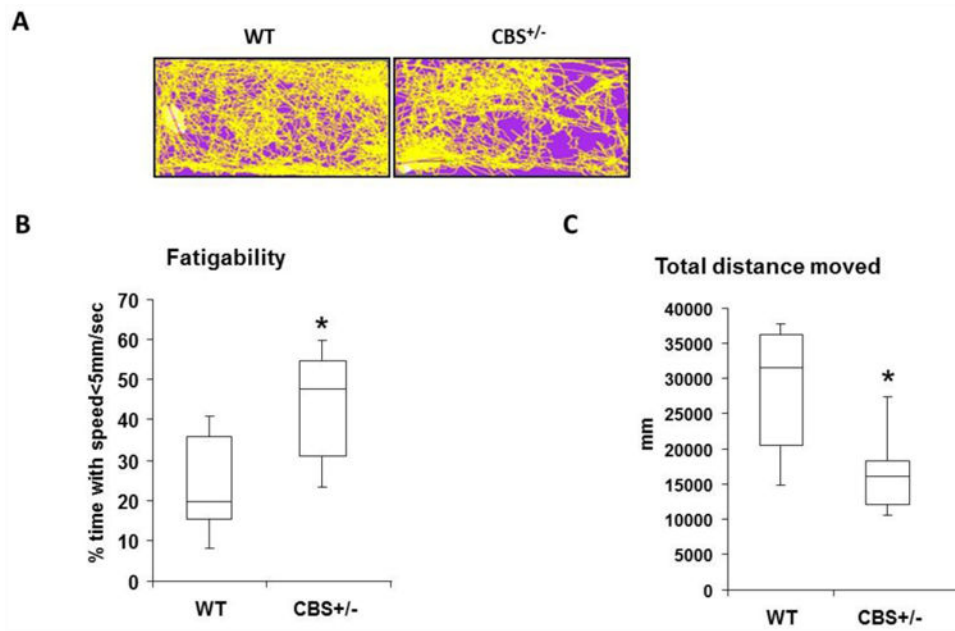 A
WT
CBS+/-
B
Fatigability
% time with speed<5mm/sec
70
60
50
40
30
20
10
0
*
WT
CBS+/-
C
Total distance moved
mm
40000
35000
30000
25000
20000
15000
10000
5000
0
*
WT
CBS+/-